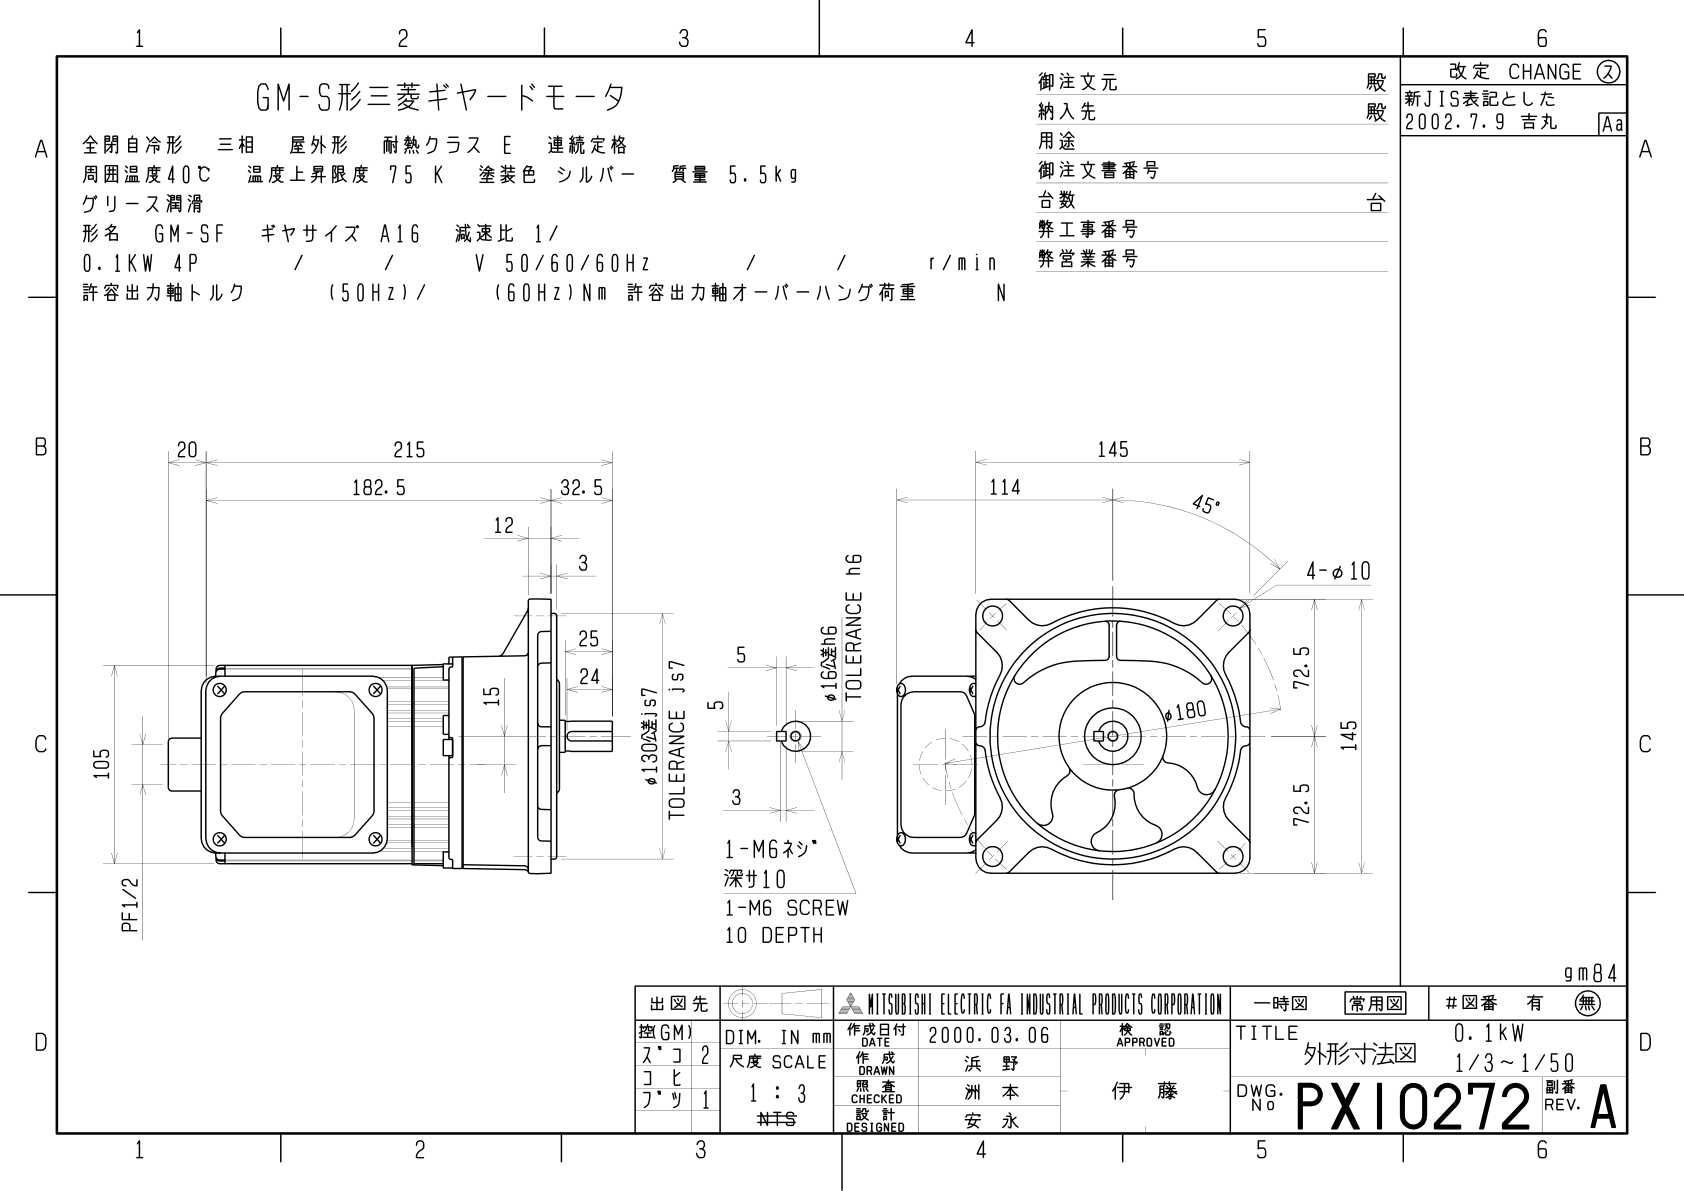 1 2 3 4 5 6
A
B
C
D
A
B
C
D
GM-S形三菱ギヤードモータ
全閉自冷形 三相 屋外形 耐熱クラス E 連続定格
周囲温度40℃ 温度上昇限度 75 K 塗装色 シルバー 質量 5.5kg
グリース潤滑
形名 GM-SF ギヤサイズ A16 減速比 1/
0.1KW 4P / / V 50/60/60Hz / / r/min
許容出力軸トルク (50Hz)/ (60Hz)Nm 許容出力軸オーバーハング荷重 N
御注文元 殿
納入先 殿
用途
御注文書番号
台数 台
弊工事番号
弊営業番号
改定 CHANGE ス
新JIS表記とした
2002.7.9 吉丸 Aa
20
215
182.5
32.5
12
3
25
24
15
105
PF1/2
φ130公差js7
TOLERANCE js7
5
5
3
φ16公差h6
TOLERANCE h6
1-M6ネジ
深サ10
1-M6 SCREW
10 DEPTH
145
114
45°
4-φ10
φ180
72.5
72.5
145
gm84
出図先
控(GM)
ズコ 2
コピ
ブツ 1
DIM. IN mm
尺度 SCALE
1 : 3
NTS
MITSUBISHI ELECTRIC FA INDUSTRIAL PRODUCTS CORPORATION
作成日付 DATE 2000.03.06
作成 DRAWN 浜野
照査 CHECKED 洲本
設計 DESIGNED 安永
検認 APPROVED
伊藤
一時図 常用図 #図番 有 無
TITLE 0.1kW
外形寸法図 1/3~1/50
DWG. No PX10272 副番 REV. A
1 2 3 4 5 6